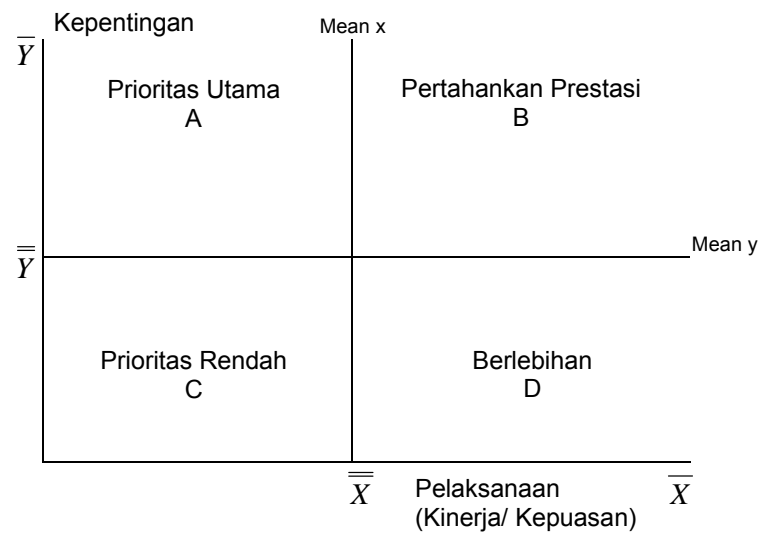 Kepentingan
Mean x
Y̅
Prioritas Utama
A
Pertahankan Prestasi
B
Y̿
Mean y
Prioritas Rendah
C
Berlebihan
D
X̿
Pelaksanaan
(Kinerja/ Kepuasan)
X̅